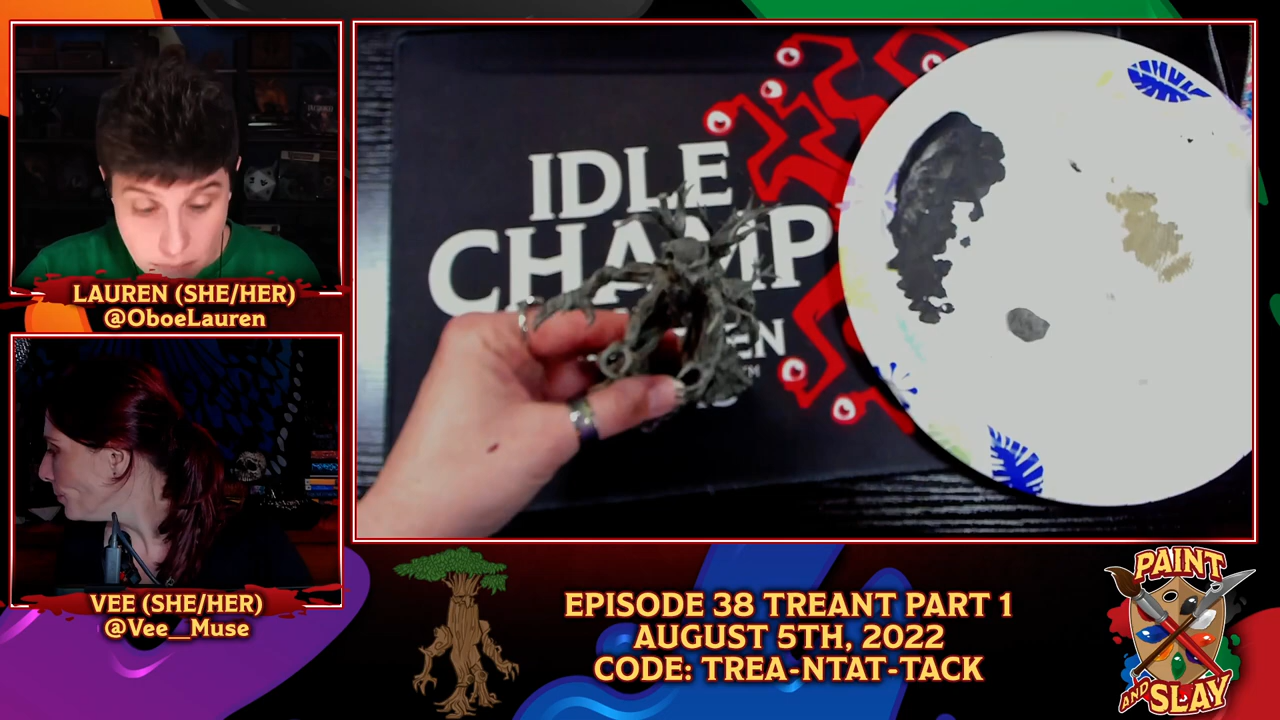 LAUREN (SHE/HER)
@OboeLauren
VEE (SHE/HER)
@Vee__Muse
IDLE
CHAMP
EPISODE 38 TREANT PART 1
AUGUST 5TH, 2022
CODE: TREA-NTAT-TACK
PAINT
AND SLAY